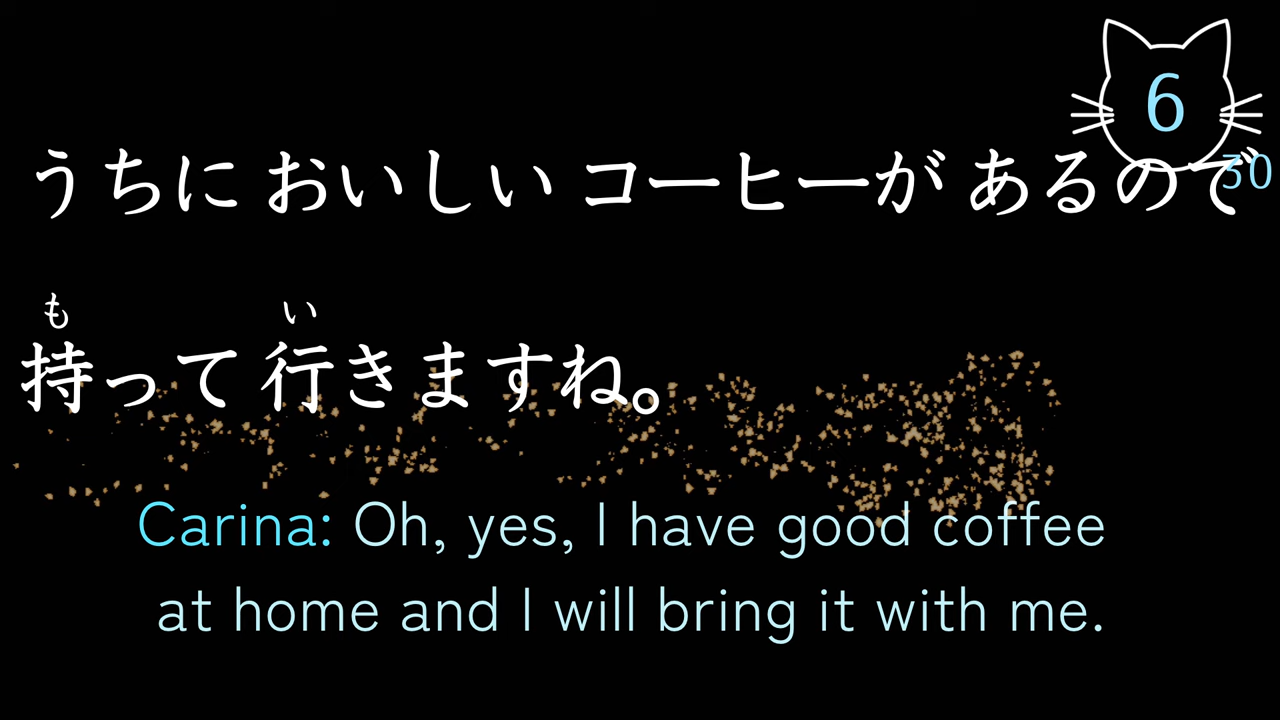 6
30
うちに おいしい コーヒーが あるので
も い
持って 行きますね。
Carina: Oh, yes, I have good coffee
at home and I will bring it with me.